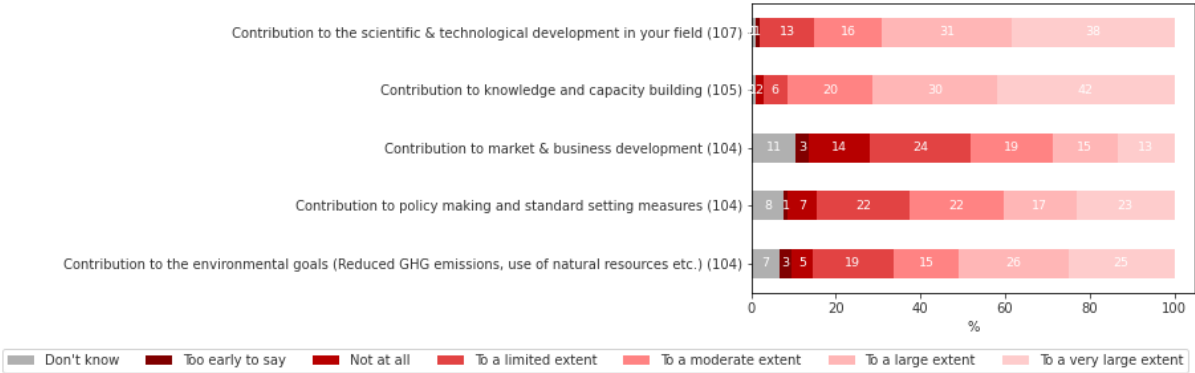 Contribution to the scientific & technological development in your field (107)
1 13 16 31 38
Contribution to knowledge and capacity building (105)
2 6 20 30 42
Contribution to market & business development (104)
11 3 14 24 19 15 13
Contribution to policy making and standard setting measures (104)
8 1 7 22 22 17 23
Contribution to the environmental goals (Reduced GHG emissions, use of natural resources etc.) (104)
7 3 5 19 15 26 25
0 20 40 60 80 100
%
Don't know Too early to say Not at all To a limited extent To a moderate extent To a large extent To a very large extent